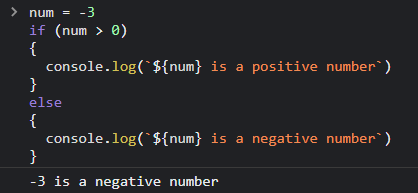 > num = -3
if (num > 0)
{
  console.log(`${num} is a positive number`)
}
else
{
  console.log(`${num} is a negative number`)
}
-3 is a negative number